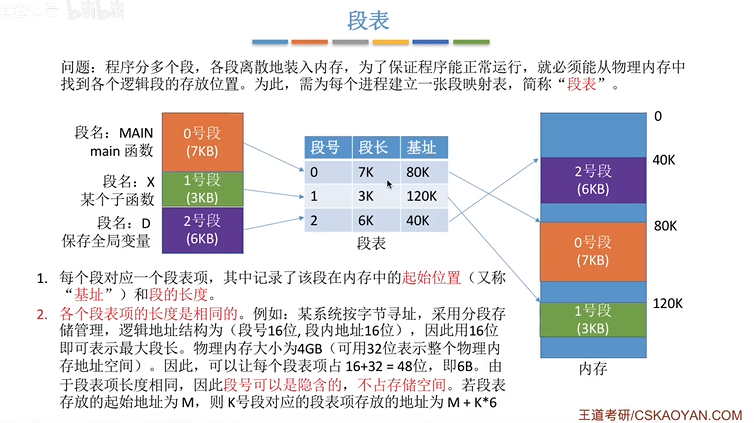 段表
问题：程序分多个段，各段离散地装入内存，为了保证程序能正常运行，就必须能从物理内存中
找到各个逻辑段的存放位置。为此，需为每个进程建立一张段映射表，简称“段表”。
段名：MAIN
main 函数
0号段
(7KB)
段名：X
某个子函数
1号段
(3KB)
段名：D
保存全局变量
2号段
(6KB)
段号 段长 基址
0 7K 80K
1 3K 120K
2 6K 40K
段表
0
40K
2号段
(6KB)
80K
0号段
(7KB)
120K
1号段
(3KB)
内存
1. 每个段对应一个段表项，其中记录了该段在内存中的起始位置（又称
“基址”）和段的长度。
2. 各个段表项的长度是相同的。例如：某系统按字节寻址，采用分段存
储管理，逻辑地址结构为（段号16位, 段内地址16位），因此用16位
即可表示最大段长。物理内存大小为4GB（可用32位表示整个物理内
存地址空间）。因此，可以让每个段表项占 16+32 = 48位，即6B。由
于段表项长度相同，因此段号可以是隐含的，不占存储空间。若段表
存放的起始地址为 M，则 K号段对应的段表项存放的地址为 M + K*6
王道考研/CSKAOYAN.COM